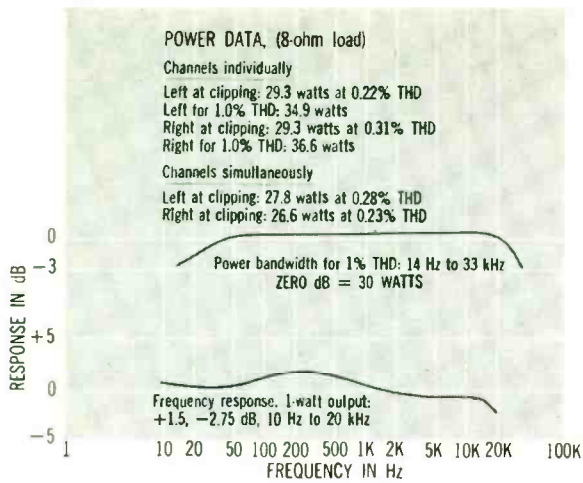 POWER DATA, (8-ohm load)
Channels individually
Left at clipping: 29.3 watts at 0.22% THD
Left for 1.0% THD: 34.9 watts
Right at clipping: 29.3 watts at 0.31% THD
Right for 1.0% THD: 36.6 watts
Channels simultaneously
Left at clipping: 27.8 watts at 0.28% THD
Right at clipping: 26.6 watts at 0.23% THD
0
-3
Power bandwidth for 1% THD: 14 Hz to 33 kHz
ZERO dB = 30 WATTS
RESPONSE IN dB
+5
0
-5
Frequency response. 1-watt output:
+1.5, −2.75 dB, 10 Hz to 20 kHz
1 10 20 50 100 200 500 1K 2K 5K 10K 20K 100K
FREQUENCY IN Hz